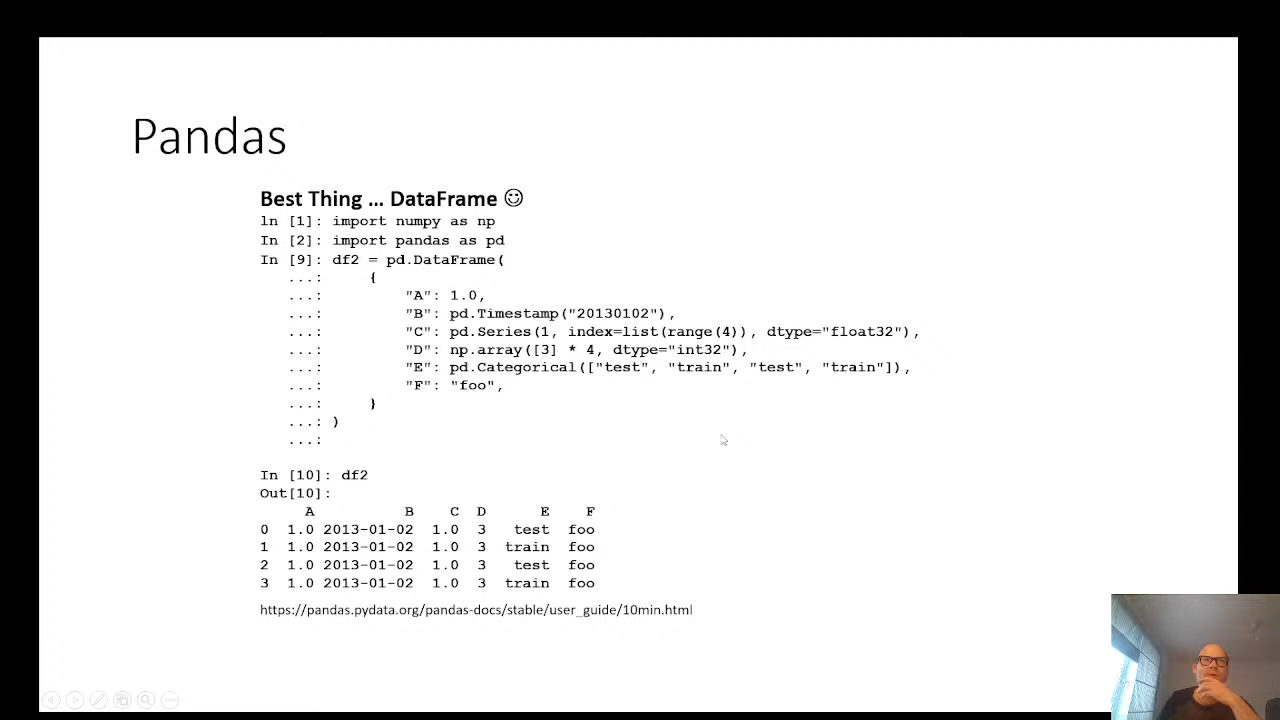 Pandas
Best Thing ... DataFrame ☺
In [1]: import numpy as np
In [2]: import pandas as pd
In [9]: df2 = pd.DataFrame(
   ...:     {
   ...:         "A": 1.0,
   ...:         "B": pd.Timestamp("20130102"),
   ...:         "C": pd.Series(1, index=list(range(4)), dtype="float32"),
   ...:         "D": np.array([3] * 4, dtype="int32"),
   ...:         "E": pd.Categorical(["test", "train", "test", "train"]),
   ...:         "F": "foo",
   ...:     }
   ...: )
   ...:
In [10]: df2
Out[10]:
     A          B    C  D      E    F
0  1.0 2013-01-02  1.0  3   test  foo
1  1.0 2013-01-02  1.0  3  train  foo
2  1.0 2013-01-02  1.0  3   test  foo
3  1.0 2013-01-02  1.0  3  train  foo
https://pandas.pydata.org/pandas-docs/stable/user_guide/10min.html